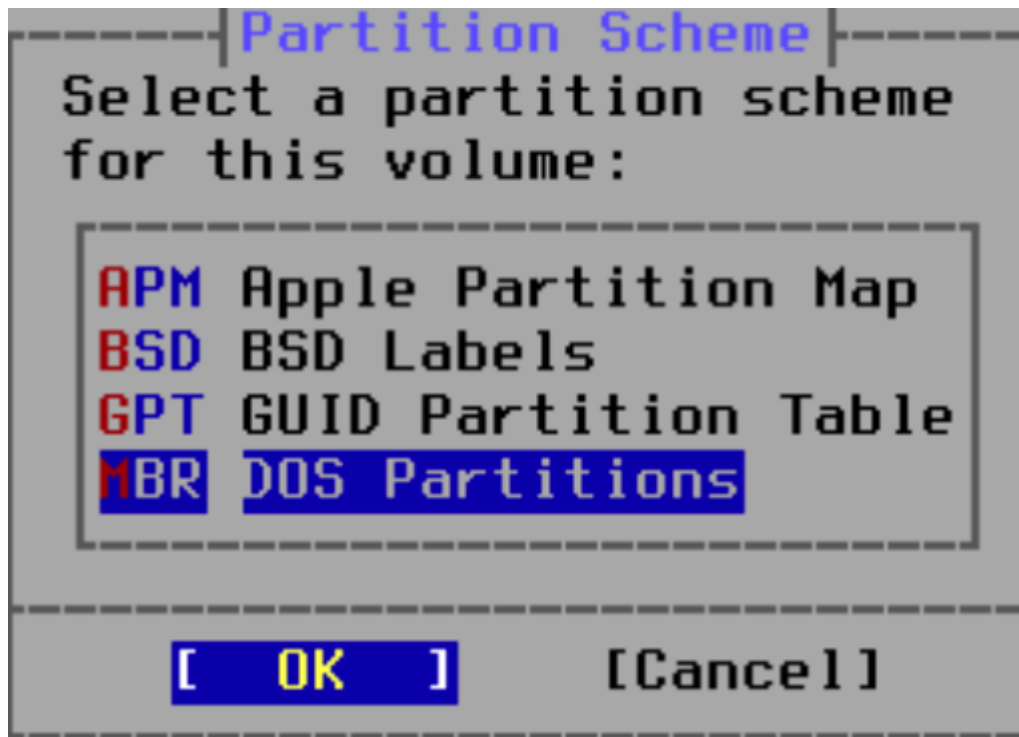 Partition Scheme
Select a partition scheme
for this volume:
APM Apple Partition Map
BSD BSD Labels
GPT GUID Partition Table
MBR DOS Partitions
[ OK ] [Cancel]